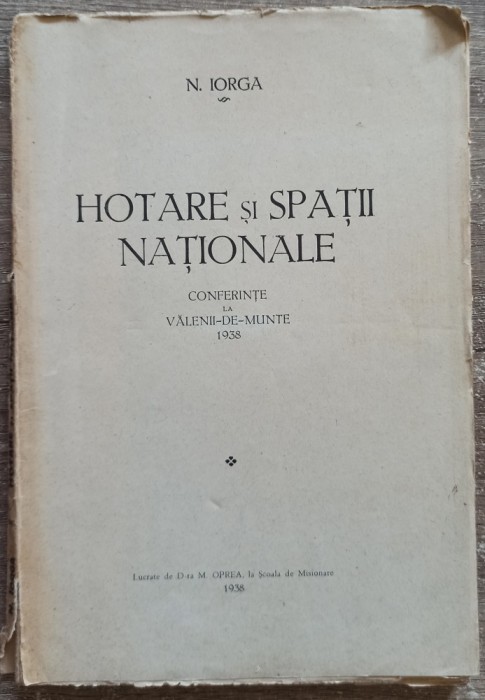 N. IORGA
HOTARE ȘI SPAȚII
NAȚIONALE
CONFERINȚE
LA
VĂLENII-DE-MUNTE
1938
Lucrate de D-ra M. OPREA, la Școala de Misionare
1938